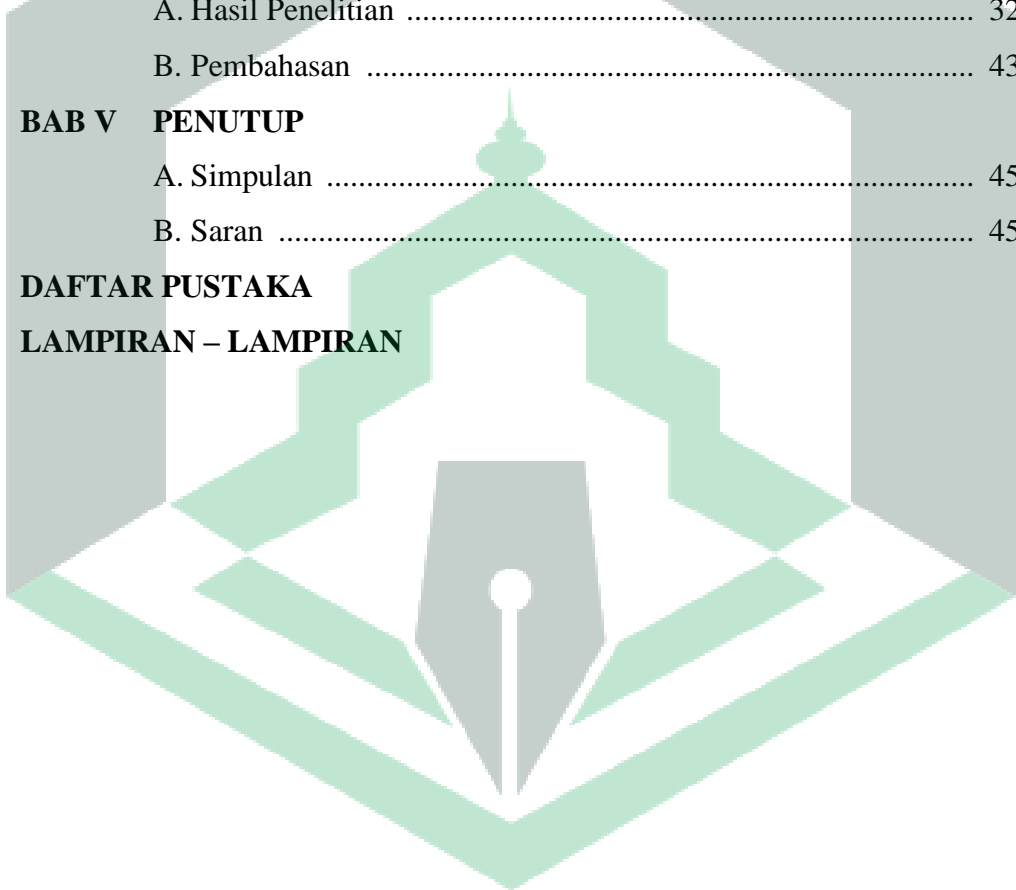 A. Hasil Penelitian ........................................................................ 32
B. Pembahasan ............................................................................. 43
BAB V PENUTUP
A. Simpulan .................................................................................. 45
B. Saran ........................................................................................ 45
DAFTAR PUSTAKA
LAMPIRAN – LAMPIRAN